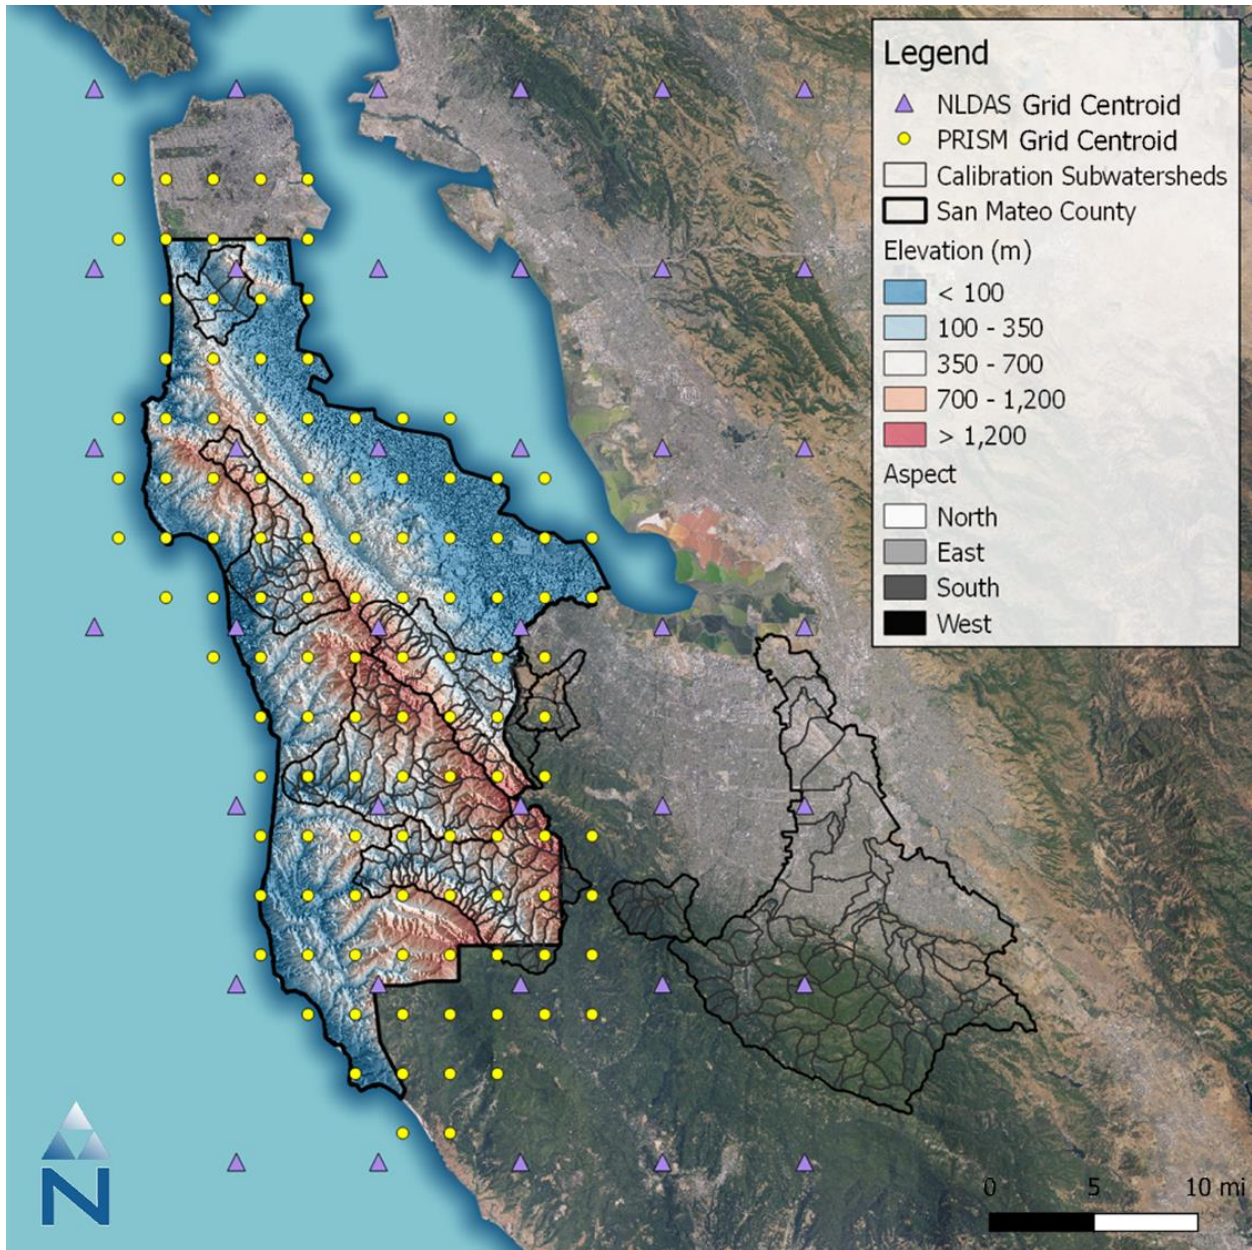 Legend
NLDAS Grid Centroid
PRISM Grid Centroid
Calibration Subwatersheds
San Mateo County
Elevation (m)
< 100
100 - 350
350 - 700
700 - 1,200
> 1,200
Aspect
North
East
South
West
N
0 5 10 mi